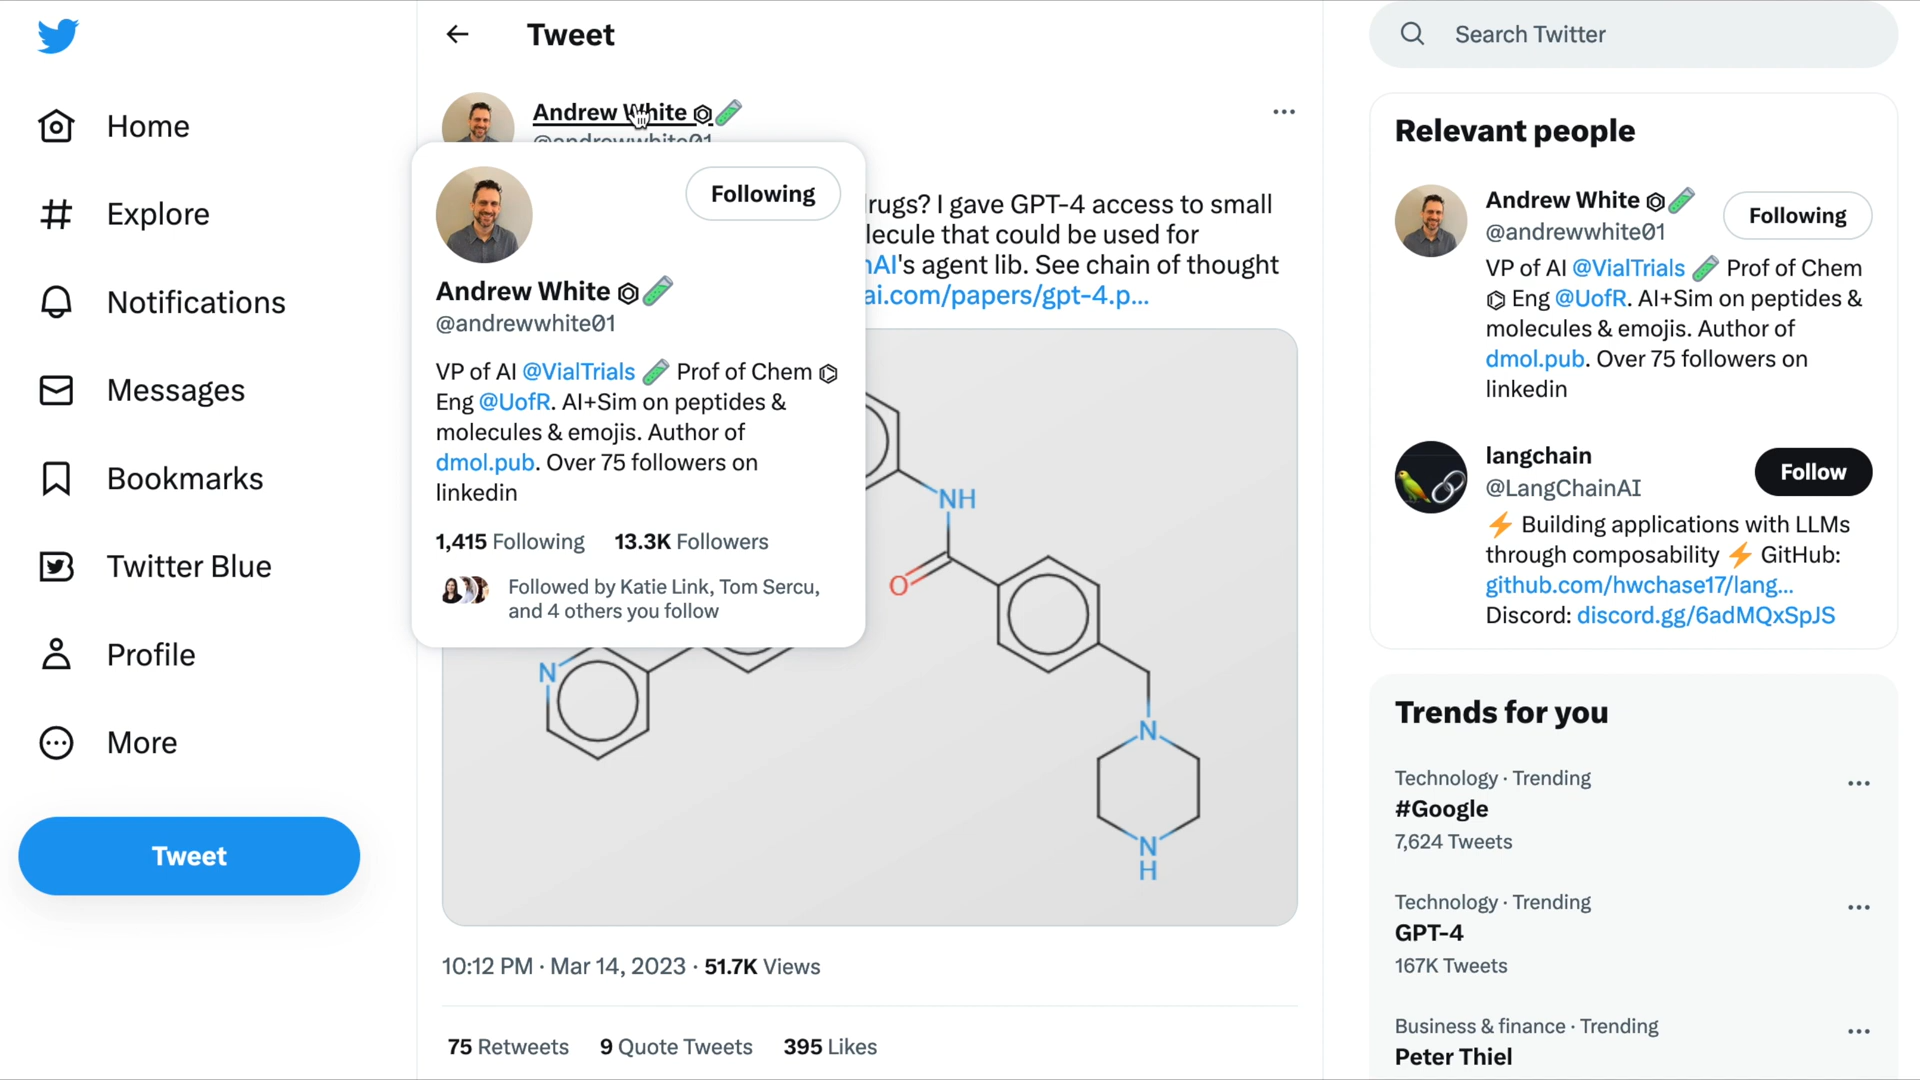 Tweet
Search Twitter
Home
Explore
Notifications
Messages
Bookmarks
Twitter Blue
Profile
More
Tweet
Andrew White
@andrewwhite01
rugs? I gave GPT-4 access to small
lecule that could be used for
AI's agent lib. See chain of thought
ai.com/papers/gpt-4.p...
Following
Andrew White
@andrewwhite01
VP of AI @VialTrials Prof of Chem
Eng @UofR. AI+Sim on peptides &
molecules & emojis. Author of
dmol.pub. Over 75 followers on
linkedin
1,415 Following 13.3K Followers
Followed by Katie Link, Tom Sercu,
and 4 others you follow
NH
O
N
N
N
H
10:12 PM · Mar 14, 2023 · 51.7K Views
75 Retweets 9 Quote Tweets 395 Likes
Relevant people
Andrew White
@andrewwhite01
Following
VP of AI @VialTrials Prof of Chem
Eng @UofR. AI+Sim on peptides &
molecules & emojis. Author of
dmol.pub. Over 75 followers on
linkedin
langchain
@LangChainAI
Follow
⚡ Building applications with LLMs
through composability ⚡ GitHub:
github.com/hwchase17/lang...
Discord: discord.gg/6adMQxSpJS
Trends for you
Technology · Trending
#Google
7,624 Tweets
Technology · Trending
GPT-4
167K Tweets
Business & finance · Trending
Peter Thiel